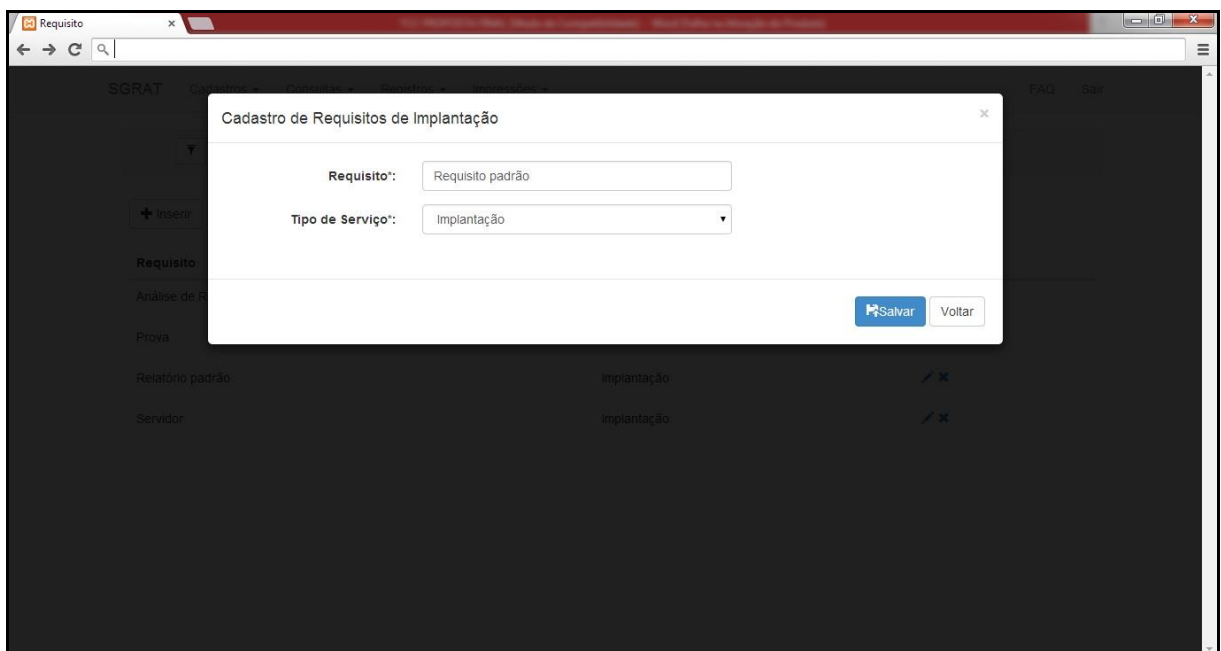 Requisito
SGRAT Cadastros Consultas Registros Impressões FAQ Sair
Cadastro de Requisitos de Implantação
Requisito*: Requisito padrão
Tipo de Serviço*: Implantação
Inserir
Requisito
Análise de R
Salvar Voltar
Prova
Relatório padrão Implantação
Servidor Implantação